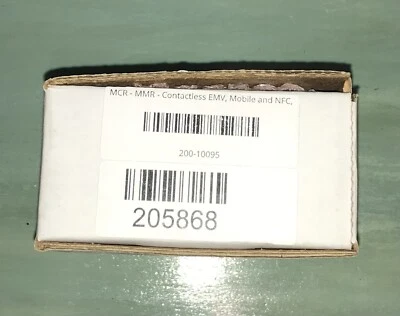 MCR - MMR - Contactless EMV, Mobile and NFC,
200-10095
205868